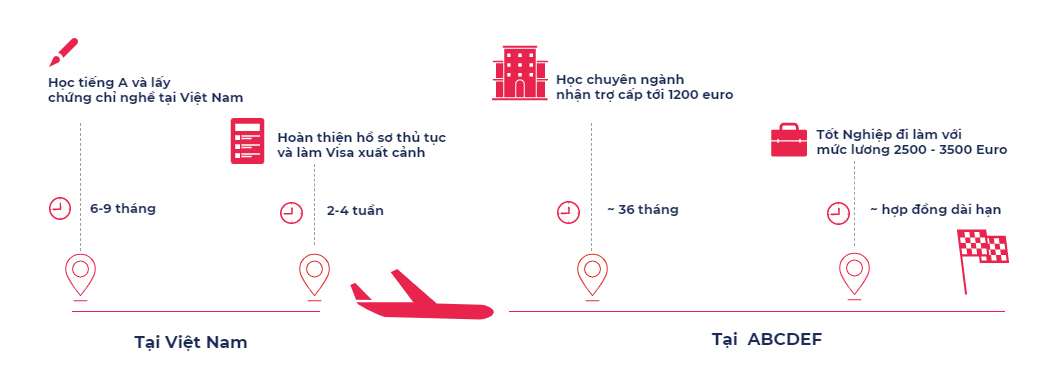 Học tiếng A và lấy
chứng chỉ nghề tại Việt Nam
Hoàn thiện hồ sơ thủ tục
và làm Visa xuất cảnh
Học chuyên ngành
nhận trợ cấp tới 1200 euro
Tốt Nghiệp đi làm với
mức lương 2500 - 3500 Euro
6-9 tháng
2-4 tuần
~ 36 tháng
~ hợp đồng dài hạn
Tại Việt Nam
Tại ABCDEF